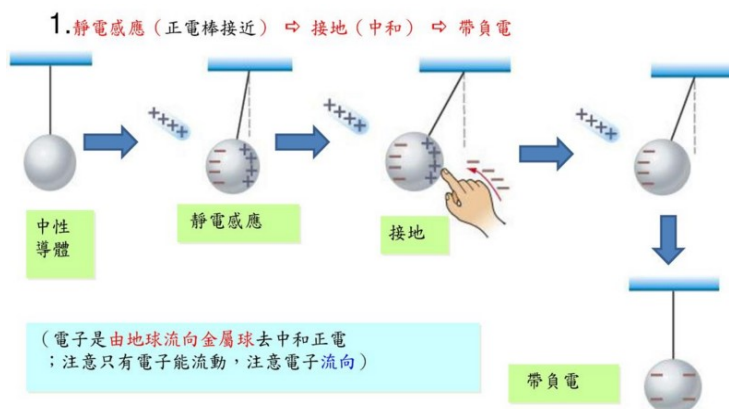 1.靜電感應（正電棒接近）⇨ 接地（中和）⇨ 帶負電
中性
導體
靜電感應
接地
（電子是由地球流向金屬球去中和正電
；注意只有電子能流動，注意電子流向）
帶負電